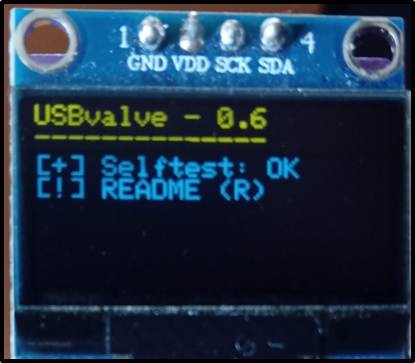 1 4
GND VDD SCK SDA
USBvalve - 0.6
--------------
[+] Selftest: OK
[!] README (R)